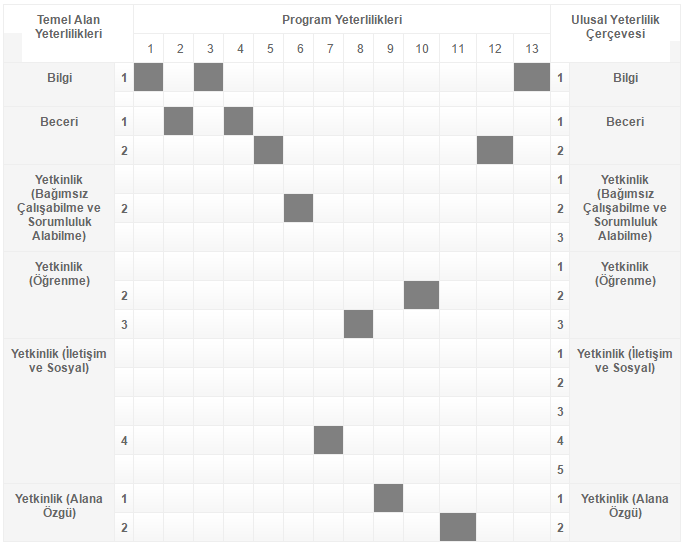 Temel Alan
Yeterlilikleri
Program Yeterlilikleri
Ulusal Yeterlilik
Çerçevesi
1 2 3 4 5 6 7 8 9 10 11 12 13
Bilgi 1 1 Bilgi
Beceri 1 1 Beceri
2 2
Yetkinlik
(Bağımsız
Çalışabilme ve
Sorumluluk
Alabilme)
2
1
2
3
Yetkinlik
(Bağımsız
Çalışabilme ve
Sorumluluk
Alabilme)
Yetkinlik
(Öğrenme)
2
3
1
2
3
Yetkinlik
(Öğrenme)
Yetkinlik (İletişim
ve Sosyal)
4
1
2
3
4
5
Yetkinlik (İletişim
ve Sosyal)
Yetkinlik (Alana
Özgü)
1
2
1
2
Yetkinlik (Alana
Özgü)